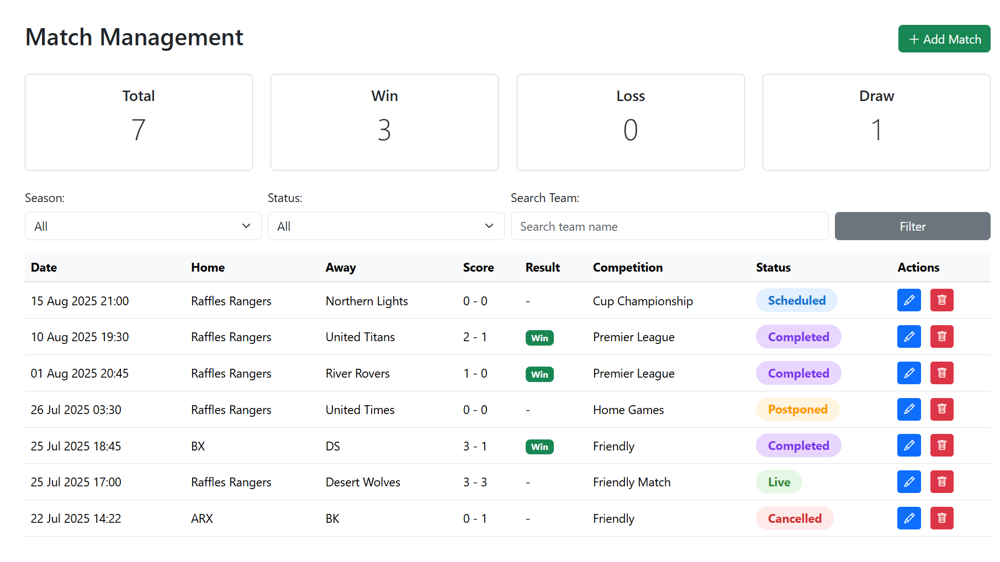 Match Management
+ Add Match
Total
7
Win
3
Loss
0
Draw
1
Season:
Status:
Search Team:
All
All
Search team name
Filter
Date Home Away Score Result Competition Status Actions
15 Aug 2025 21:00 Raffles Rangers Northern Lights 0 - 0 - Cup Championship Scheduled
10 Aug 2025 19:30 Raffles Rangers United Titans 2 - 1 Win Premier League Completed
01 Aug 2025 20:45 Raffles Rangers River Rovers 1 - 0 Win Premier League Completed
26 Jul 2025 03:30 Raffles Rangers United Times 0 - 0 - Home Games Postponed
25 Jul 2025 18:45 BX DS 3 - 1 Win Friendly Completed
25 Jul 2025 17:00 Raffles Rangers Desert Wolves 3 - 3 - Friendly Match Live
22 Jul 2025 14:22 ARX BK 0 - 1 - Friendly Cancelled